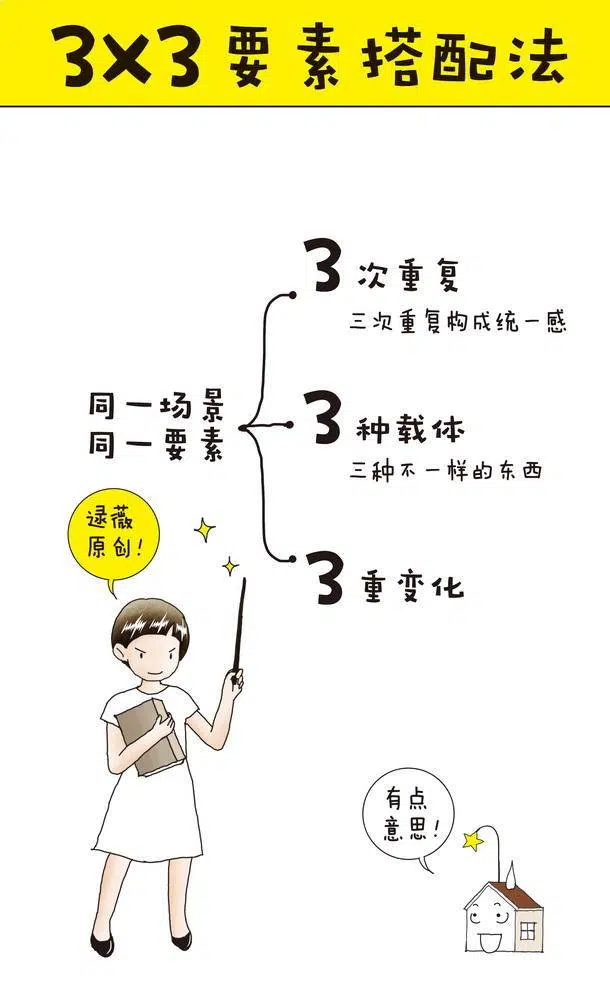 3×3要素搭配法
3次重复
三次重复构成统一感
同一场景
同一要素
3种载体
三种不一样的东西
3重变化
逯薇
原创!
有点
意思!